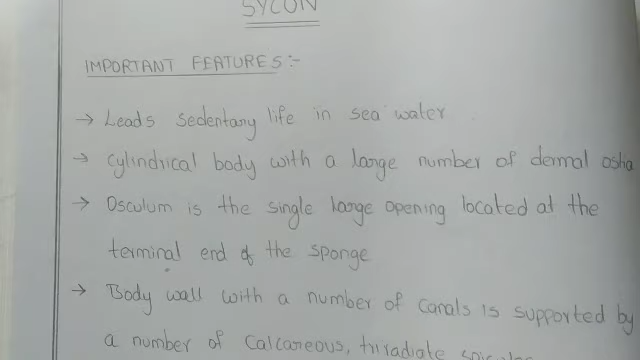 SYCON
IMPORTANT FEATURES :-
→ Leads sedentary life in sea water
→ Cylindrical body with a large number of dermal osha
→ Osculum is the single large opening located at the
terminal end of the sponge
→ Body wall with a number of canals is supported by
a number of calcareous, triradiate